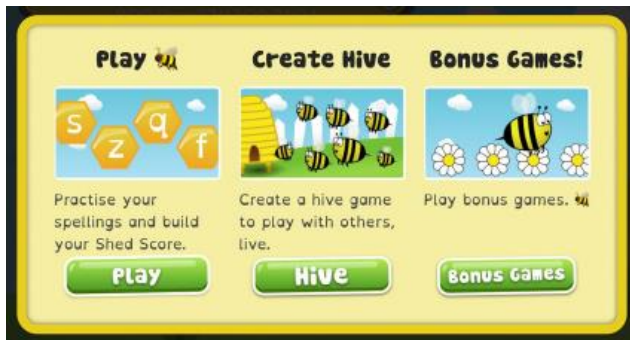 Play
s z q f
Practise your
spellings and build
your Shed Score.
Play
Create Hive
Create a hive game
to play with others,
live.
Hive
Bonus Games!
Play bonus games.
Bonus Games